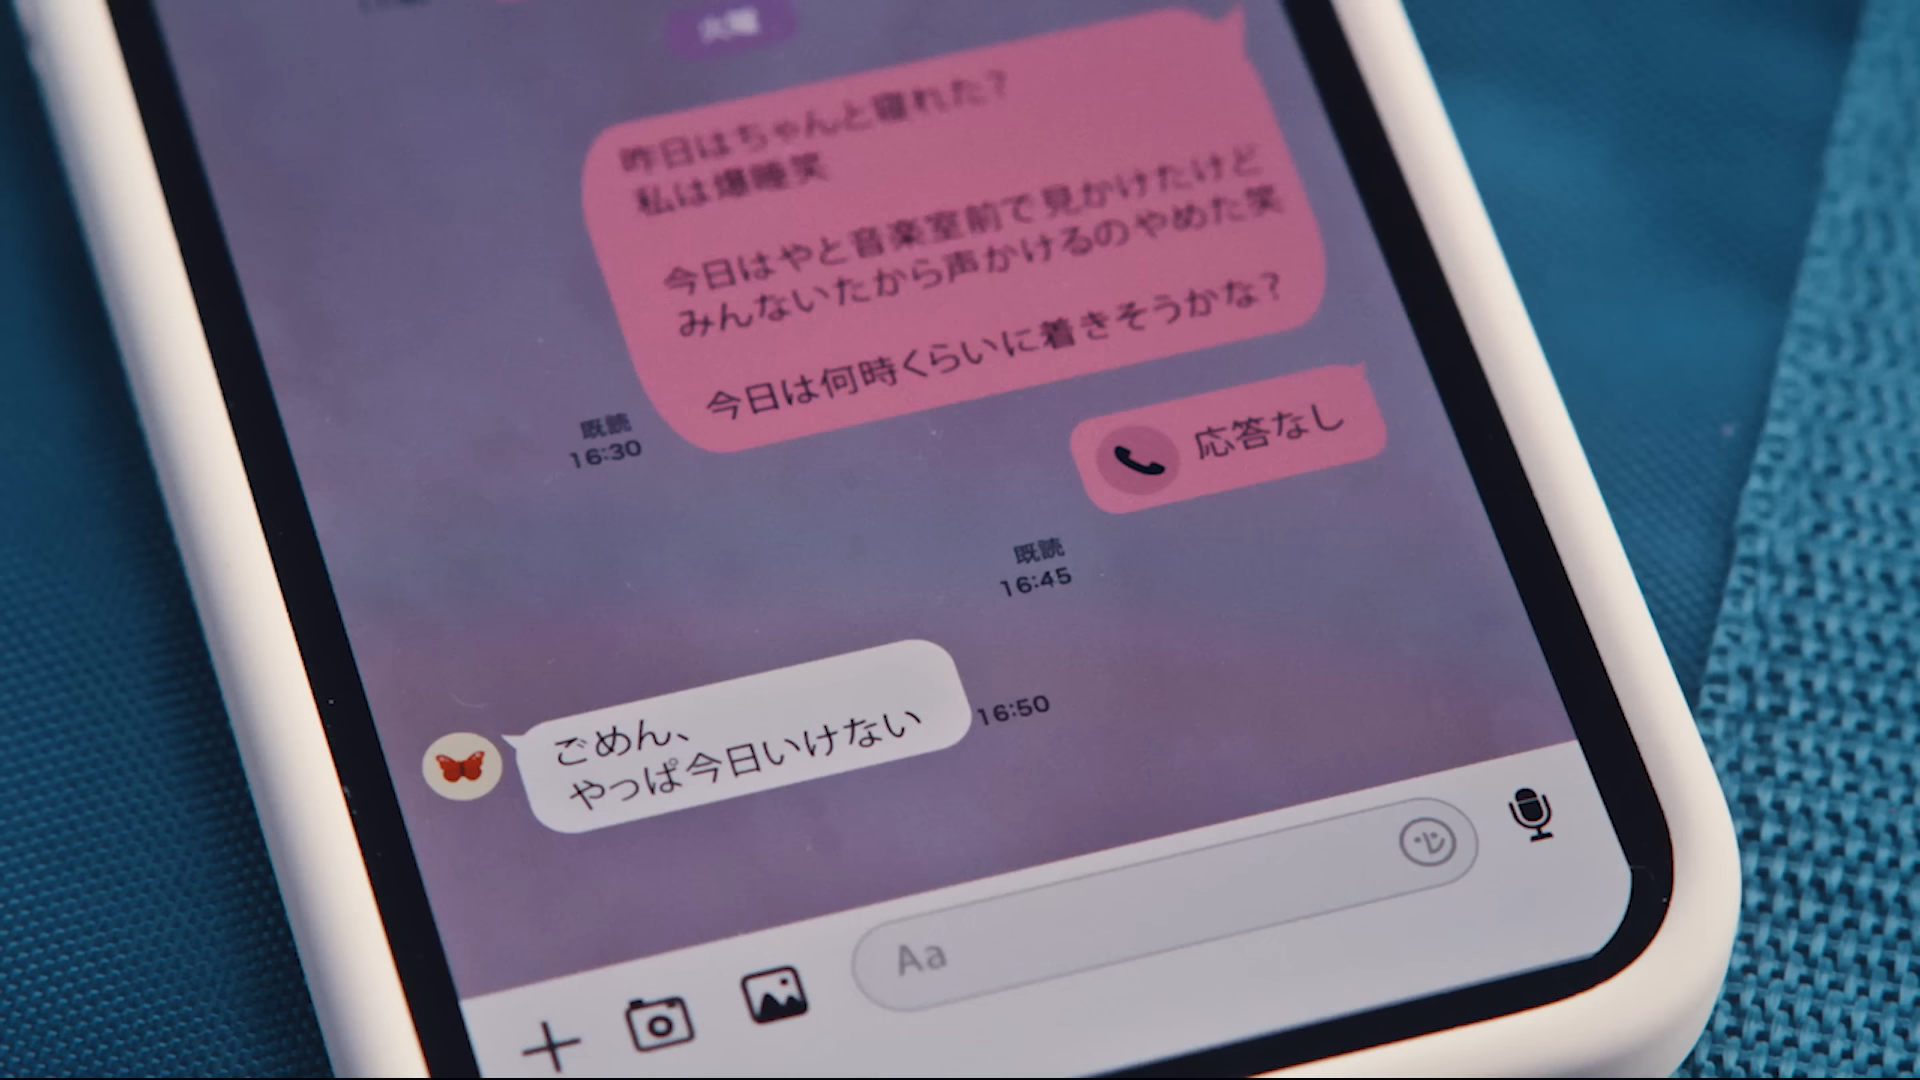 火曜
昨日はちゃんと寝れた？
私は爆睡笑
今日はやと音楽室前で見かけたけど
みんないたから声かけるのやめた笑
今日は何時くらいに着きそうかな？
既読
16:30
応答なし
既読
16:45
ごめん、
やっぱ今日いけない
16:50
Aa